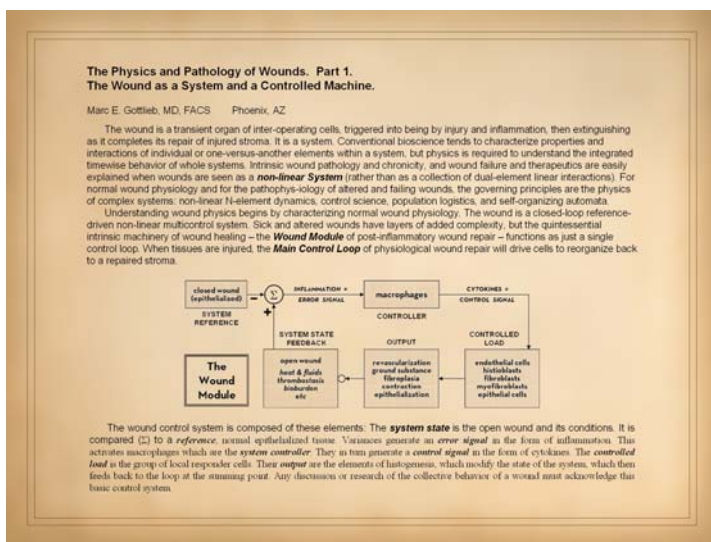 The Physics and Pathology of Wounds.  Part 1.
The Wound as a System and a Controlled Machine.
Marc E. Gottlieb, MD, FACS     Phoenix, AZ
The wound is a transient organ of inter-operating cells, triggered into being by injury and inflammation, then extinguishing
as it completes its repair of injured stroma. It is a system. Conventional bioscience tends to characterize properties and
interactions of individual or one-versus-another elements within a system, but physics is required to understand the integrated
timewise behavior of whole systems. Intrinsic wound pathology and chronicity, and wound failure and therapeutics are easily
explained when wounds are seen as a non-linear System (rather than as a collection of dual-element linear interactions). For
normal wound physiology and for the pathophys-iology of altered and failing wounds, the governing principles are the physics
of complex systems: non-linear N-element dynamics, control science, population logistics, and self-organizing automata.
Understanding wound physics begins by characterizing normal wound physiology. The wound is a closed-loop reference-
driven non-linear multicontrol system. Sick and altered wounds have layers of added complexity, but the quintessential
intrinsic machinery of wound healing – the Wound Module of post-inflammatory wound repair – functions as just a single
control loop. When tissues are injured, the Main Control Loop of physiological wound repair will drive cells to reorganize back
to a repaired stroma.
closed wound
(epithelialized)
SYSTEM
REFERENCE
–
Σ
+
INFLAMMATION =
ERROR SIGNAL
macrophages
CONTROLLER
CYTOKINES =
CONTROL SIGNAL
SYSTEM STATE
FEEDBACK
OUTPUT
CONTROLLED
LOAD
The
Wound
Module
open wound
heat & fluids
thrombostasis
bioburden
etc
revascularization
ground substance
fibroplasia
contraction
epithelialization
endothelial cells
histioblasts
fibroblasts
myofibroblasts
epithelial cells
The wound control system is composed of these elements: The system state is the open wound and its conditions. It is
compared (Σ) to a reference, normal epithelialized tissue. Variances generate an error signal in the form of inflammation. This
activates macrophages which are the system controller. They in turn generate a control signal in the form of cytokines. The controlled
load is the group of local responder cells. Their output are the elements of histogenesis, which modify the state of the system, which then
feeds back to the loop at the summing point. Any discussion or research of the collective behavior of a wound must acknowledge this
basic control system.